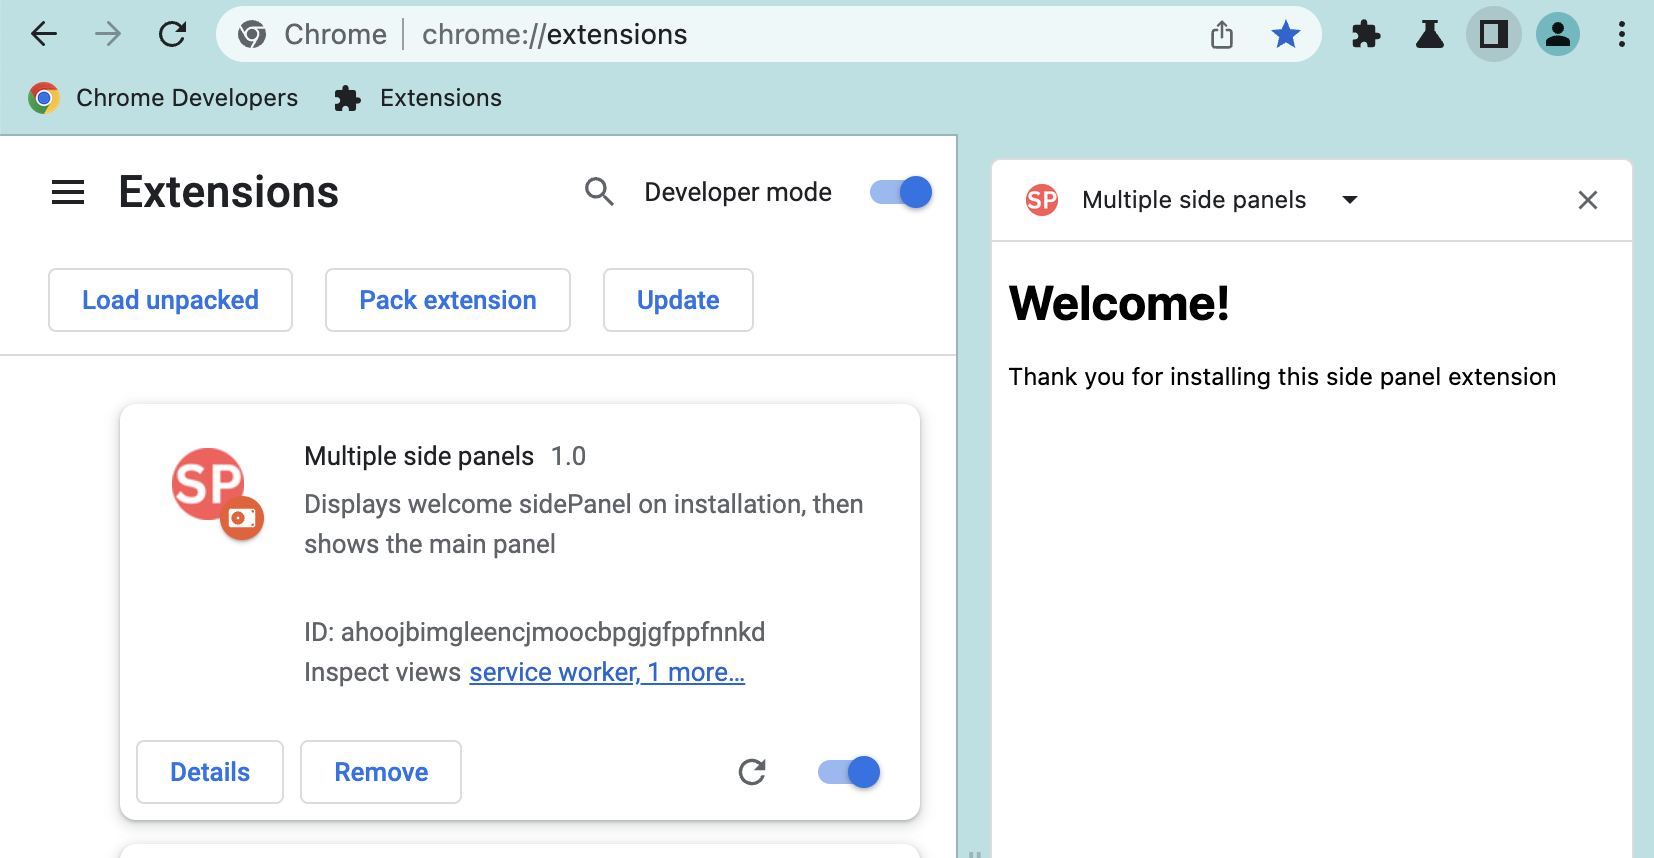 Chrome chrome://extensions
Chrome Developers Extensions
Extensions Developer mode
Load unpacked Pack extension Update
SP
Multiple side panels 1.0
Displays welcome sidePanel on installation, then
shows the main panel
ID: ahoojbimgleencjmoocbpgjgfppfnnkd
Inspect views service worker, 1 more...
Details Remove
SP Multiple side panels
Welcome!
Thank you for installing this side panel extension